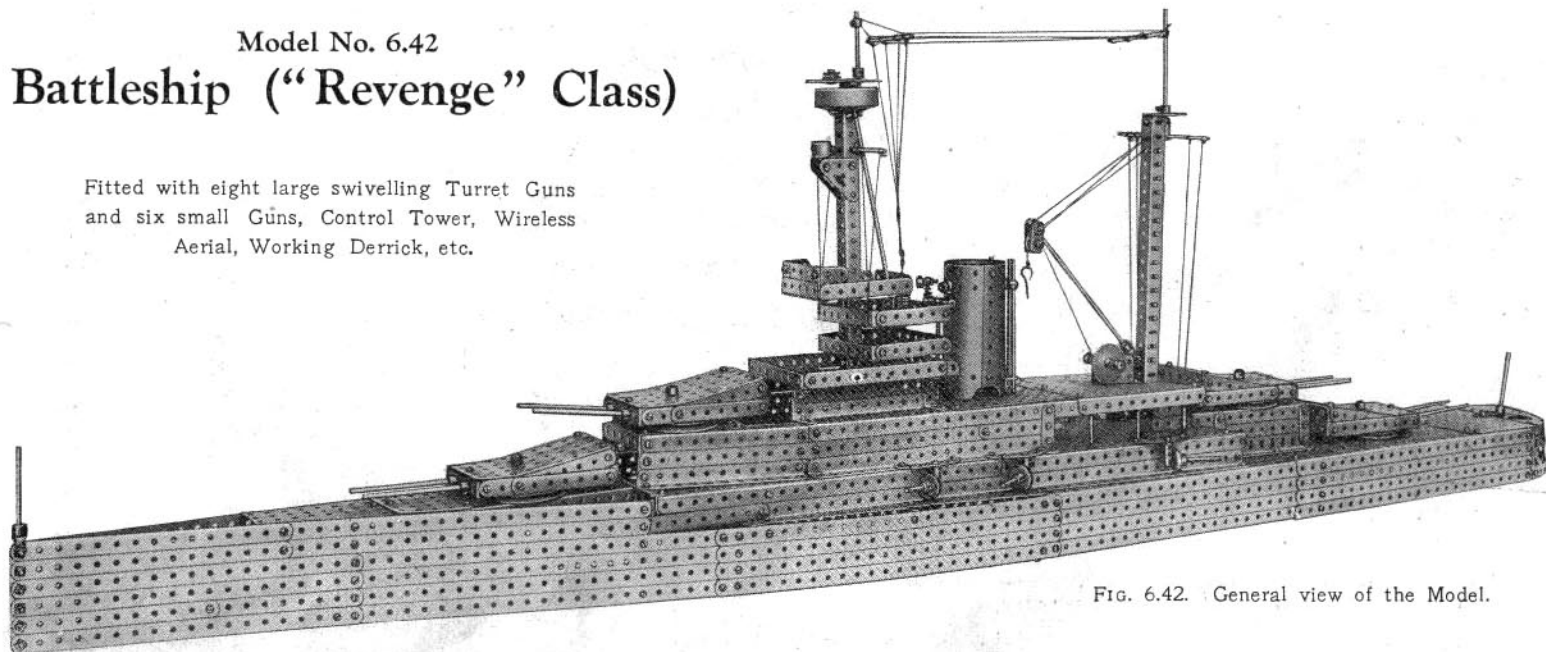 Model No. 6.42
Battleship (“Revenge” Class)
Fitted with eight large swivelling Turret Guns
and six small Guns, Control Tower, Wireless
Aerial, Working Derrick, etc.
FIG. 6.42. General view of the Model.